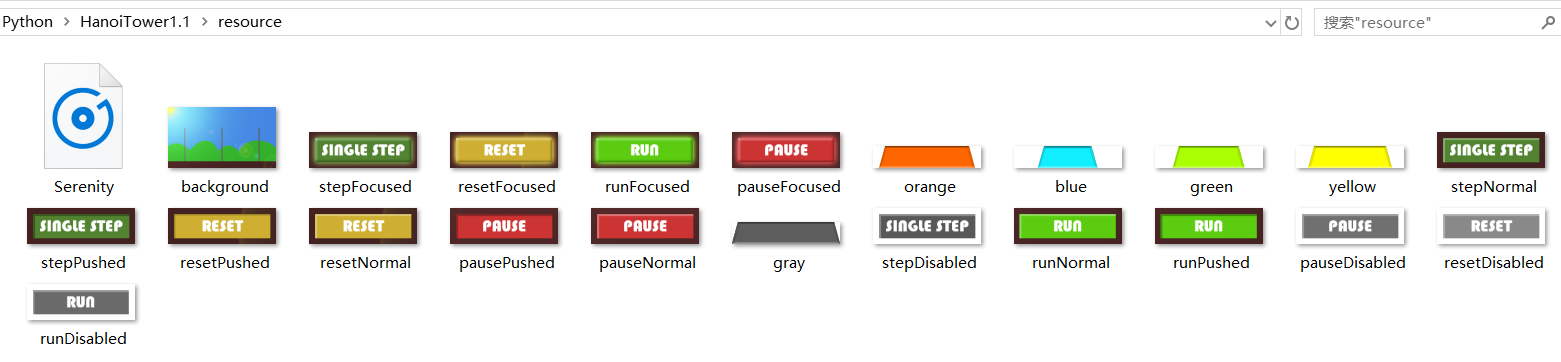 Python > HanoiTower1.1 > resource
搜索"resource"
SINGLE STEP RESET RUN PAUSE SINGLE STEP
Serenity background stepFocused resetFocused runFocused pauseFocused orange blue green yellow stepNormal
SINGLE STEP RESET RESET PAUSE PAUSE SINGLE STEP RUN RUN PAUSE RESET
stepPushed resetPushed resetNormal pausePushed pauseNormal gray stepDisabled runNormal runPushed pauseDisabled resetDisabled
RUN
runDisabled